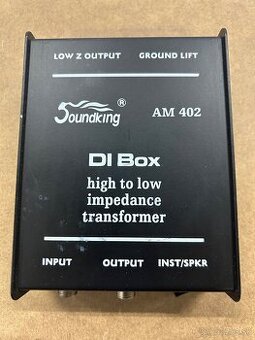 LOW Z OUTPUT GROUND LIFT
Soundking ® AM 402
DI Box
high to low
impedance
transformer
INPUT OUTPUT INST/SPKR